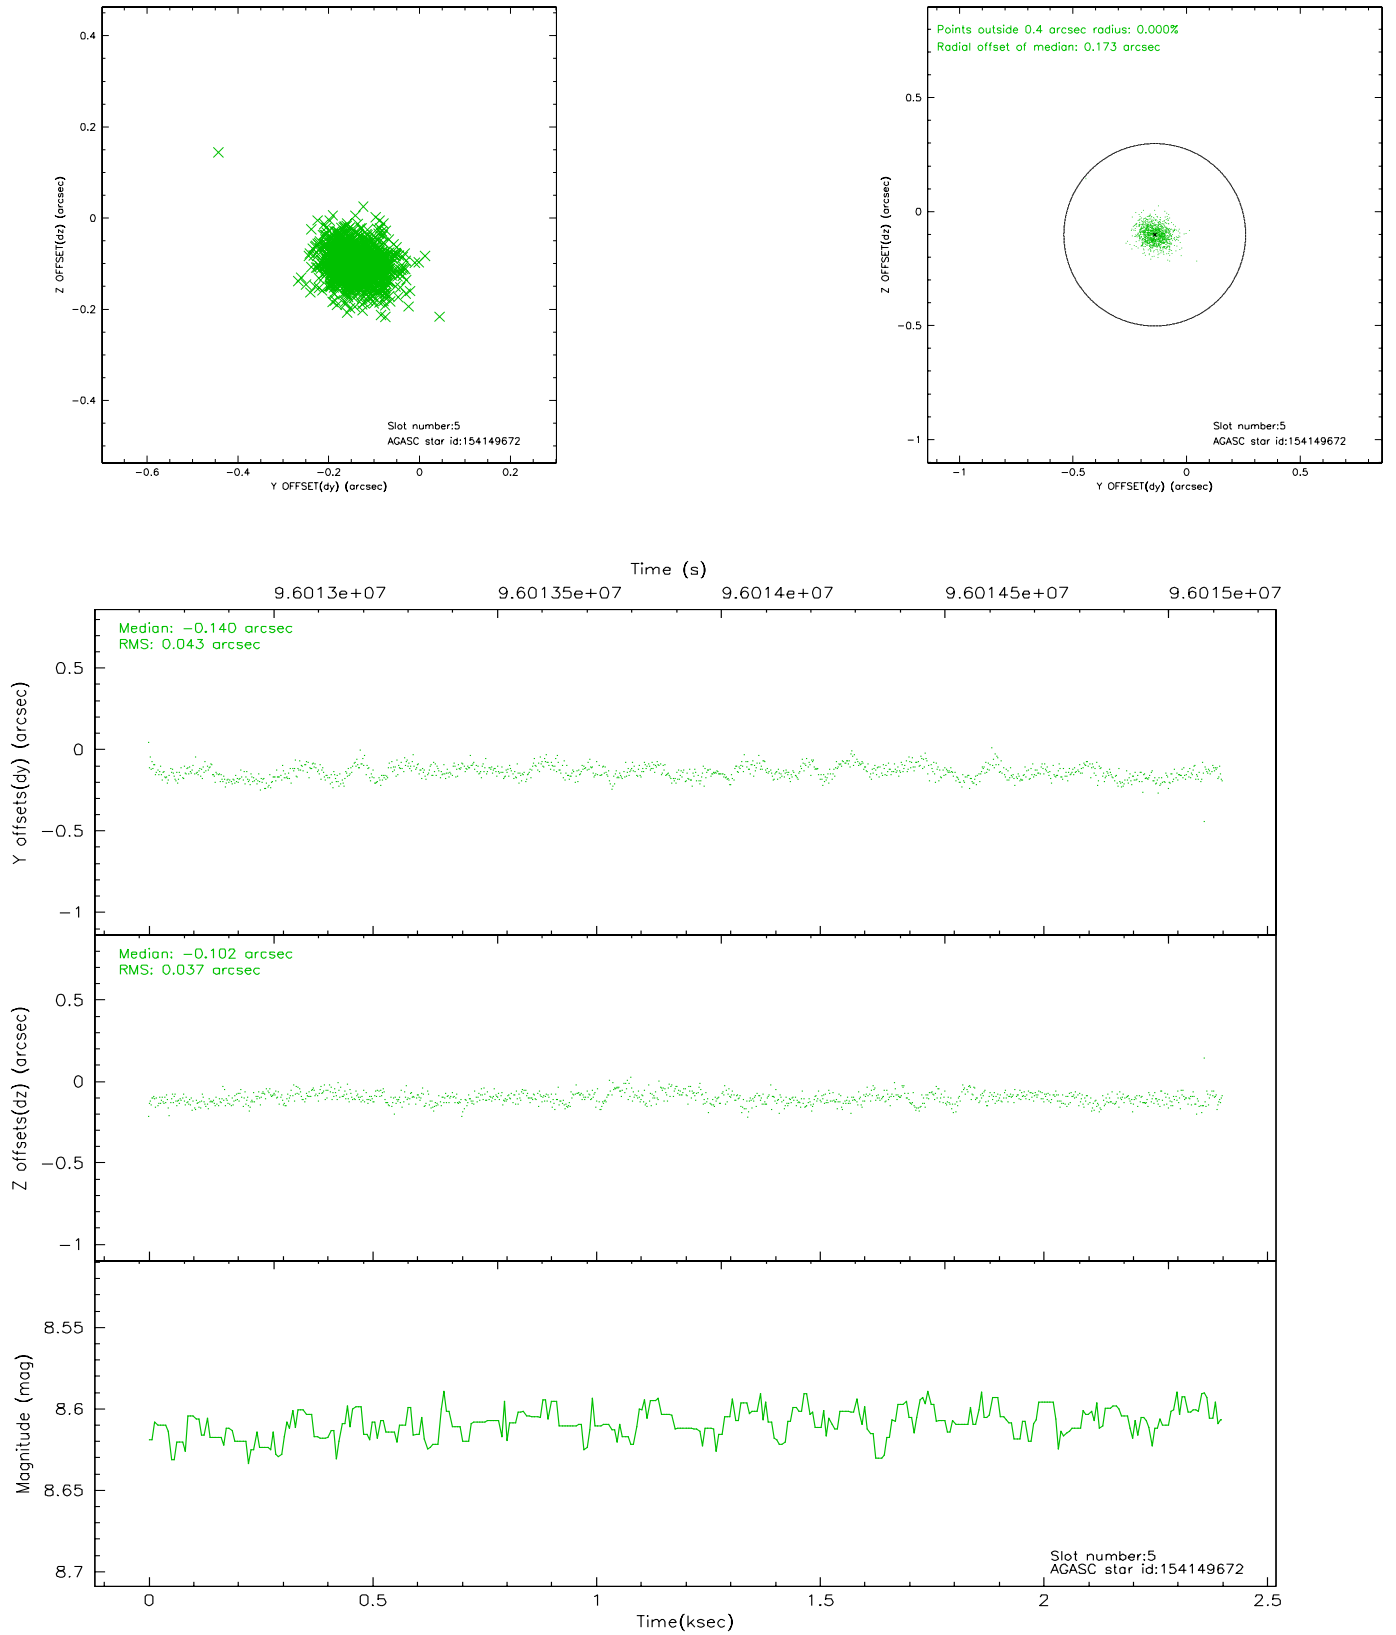 0.4
0.2
0
-0.2
-0.4
Z OFFSET(dz) (arcsec)
Slot number:5
AGASC star id:154149672
-0.6
-0.4
-0.2
0
0.2
Y OFFSET(dy) (arcsec)
Points outside 0.4 arcsec radius: 0.000%
Radial offset of median: 0.173 arcsec
0.5
0
-0.5
-1
Z OFFSET(dz) (arcsec)
Slot number:5
AGASC star id:154149672
-1
-0.5
0
0.5
Y OFFSET(dy) (arcsec)
Time (s)
9.6013e+07
9.60135e+07
9.6014e+07
9.60145e+07
9.6015e+07
Median: -0.140 arcsec
RMS: 0.043 arcsec
0.5
0
-0.5
-1
Y offsets(dy) (arcsec)
Median: -0.102 arcsec
RMS: 0.037 arcsec
0.5
0
-0.5
-1
Z offsets(dz) (arcsec)
8.55
8.6
8.65
8.7
Magnitude (mag)
Slot number:5
AGASC star id:154149672
0
0.5
1
1.5
2
2.5
Time(ksec)